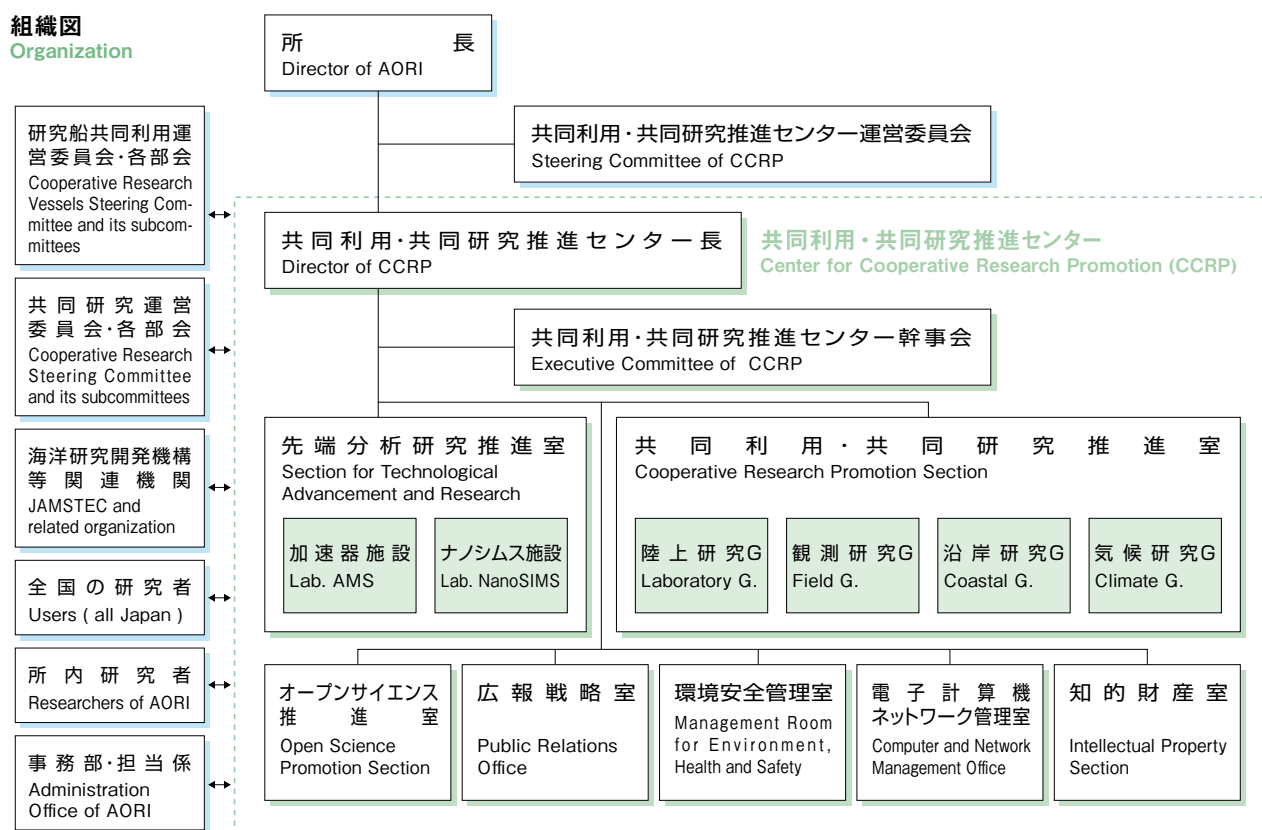 組織図
Organization
所長
Director of AORI
研究船共同利用運
営委員会・各部会
Cooperative Research
Vessels Steering Com-
mittee and its subcom-
mittees
共同利用・共同研究推進センター運営委員会
Steering Committee of CCRP
共同利用・共同研究推進センター長
Director of CCRP
共同利用・共同研究推進センター
Center for Cooperative Research Promotion (CCRP)
共同研究運営
委員会・各部会
Cooperative Research
Steering Committee
and its subcommittees
共同利用・共同研究推進センター幹事会
Executive Committee of CCRP
海洋研究開発機構
等関連機関
JAMSTEC and
related organization
先端分析研究推進室
Section for Technological
Advancement and Research
加速器施設
Lab. AMS
ナノシムス施設
Lab. NanoSIMS
共同利用・共同研究推進室
Cooperative Research Promotion Section
陸上研究G
Laboratory G.
観測研究G
Field G.
沿岸研究G
Coastal G.
気候研究G
Climate G.
全国の研究者
Users ( all Japan )
所内研究者
Researchers of AORI
事務部・担当係
Administration
Office of AORI
オープンサイエンス
推進室
Open Science
Promotion Section
広報戦略室
Public Relations
Office
環境安全管理室
Management Room
for Environment,
Health and Safety
電子計算機
ネットワーク管理室
Computer and Network
Management Office
知的財産室
Intellectual Property
Section